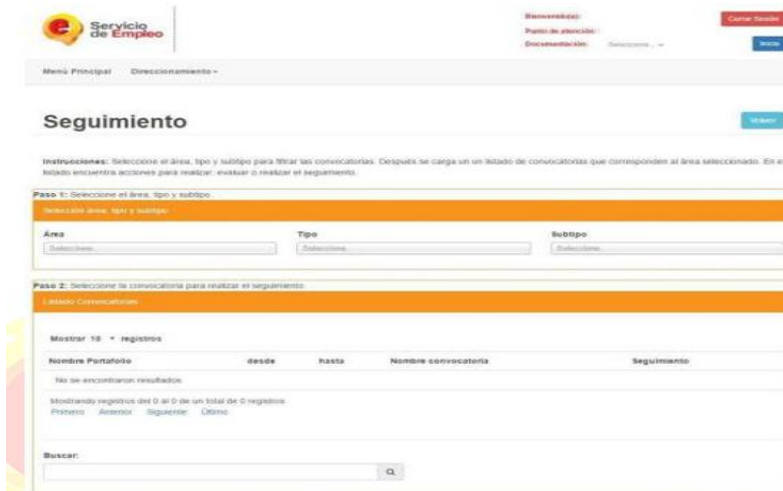 Servicio
de Empleo
Bienvenido(a):
Punto de atención:
Documentación: Seleccione...
Cerrar Sesión
Inicio
Menú Principal Direccionamiento
Seguimiento
Volver
Instrucciones: Seleccione el área, tipo y subtipo para filtrar las convocatorias. Después se carga un un listado de convocatorias que corresponden al área seleccionado. En e
listado encuentra acciones para realizar, evaluar o realizar el seguimiento.
Paso 1: Seleccione el área, tipo y subtipo.
Selección área, tipo y subtipo
Área Tipo Subtipo
Seleccione... Seleccione... Seleccione...
Paso 2: Seleccione la convocatoria para realizar el seguimiento.
Listado Convocatorias
Mostrar 10 registros
Nombre Portafolio desde hasta Nombre convocatoria Seguimiento
No se encontraron resultados
Mostrando registros del 0 al 0 de un total de 0 registros
Primero Anterior Siguiente Último
Buscar: